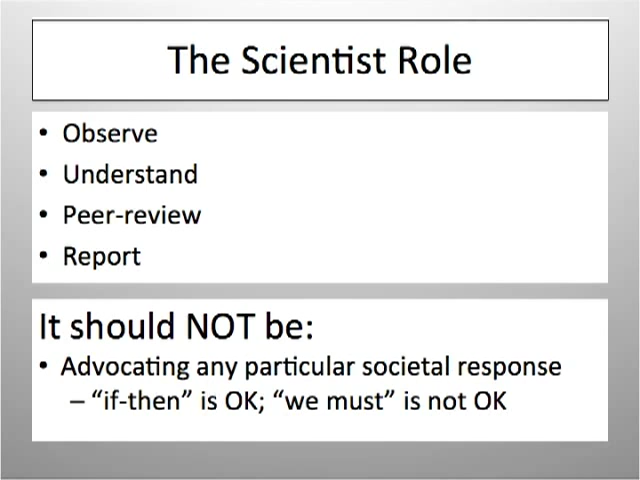 The Scientist Role
• Observe
• Understand
• Peer-review
• Report
It should NOT be:
• Advocating any particular societal response
– “if-then” is OK; “we must” is not OK